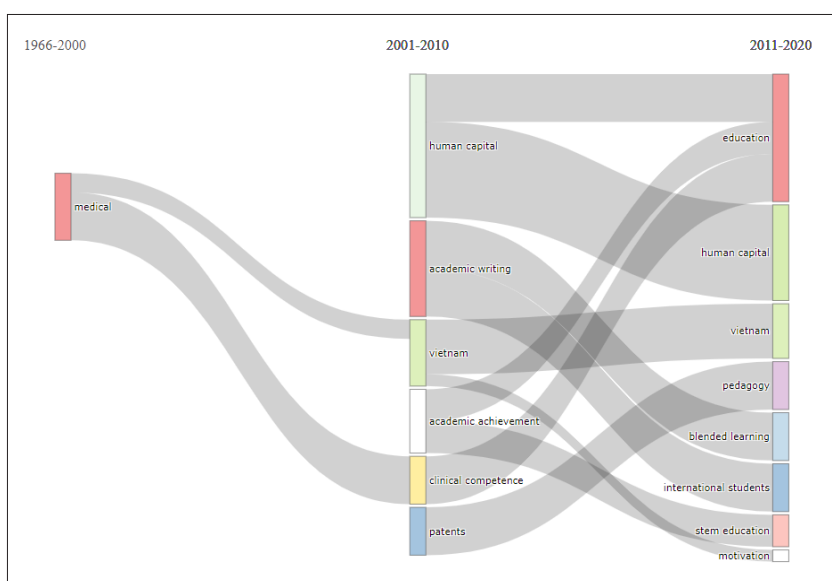 1966-2000
2001-2010
2011-2020
medical
human capital
academic writing
vietnam
academic achievement
clinical competence
patents
education
human capital
vietnam
pedagogy
blended learning
international students
stem education
motivation